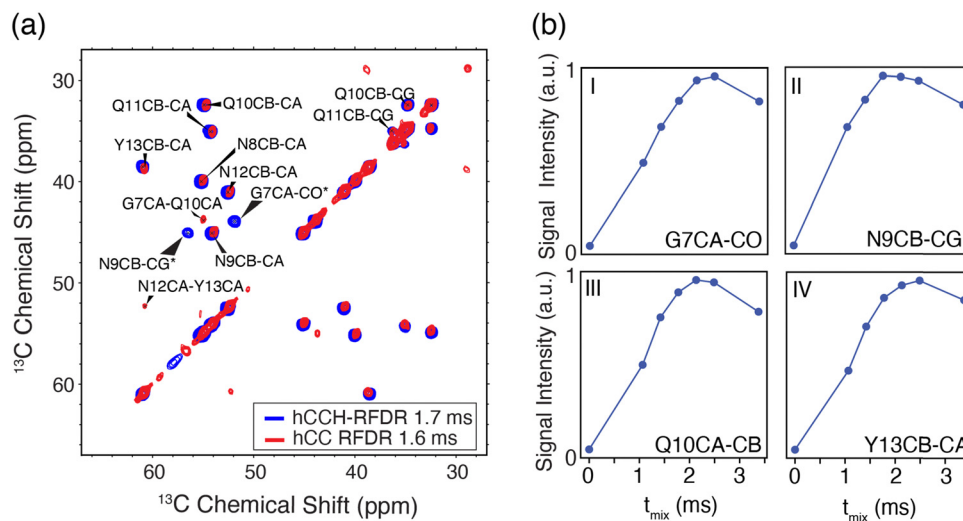 (a)
(b)
30
40
50
60
¹³C Chemical Shift (ppm)
Q11CB-CA
Q10CB-CA
Q10CB-CG
Q11CB-CG
Y13CB-CA
N8CB-CA
N12CB-CA
G7CA-CO*
G7CA-Q10CA
N9CB-CG*
N9CB-CA
N12CA-Y13CA
hCCH-RFDR 1.7 ms
hCC RFDR 1.6 ms
60 50 40 30
¹³C Chemical Shift (ppm)
1
Signal Intensity (a.u.)
0
I
G7CA-CO
II
N9CB-CG
1
Signal Intensity (a.u.)
0
III
Q10CA-CB
IV
Y13CB-CA
0 1 2 3
t_mix (ms)
0 1 2 3
t_mix (ms)